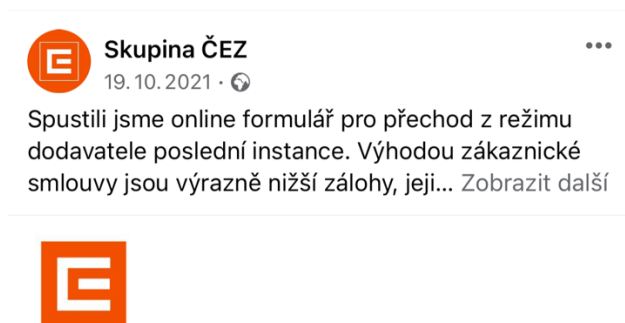 Skupina ČEZ
19. 10. 2021 ·
Spustili jsme online formulář pro přechod z režimu
dodavatele poslední instance. Výhodou zákaznické
smlouvy jsou výrazně nižší zálohy, jeji... Zobrazit další